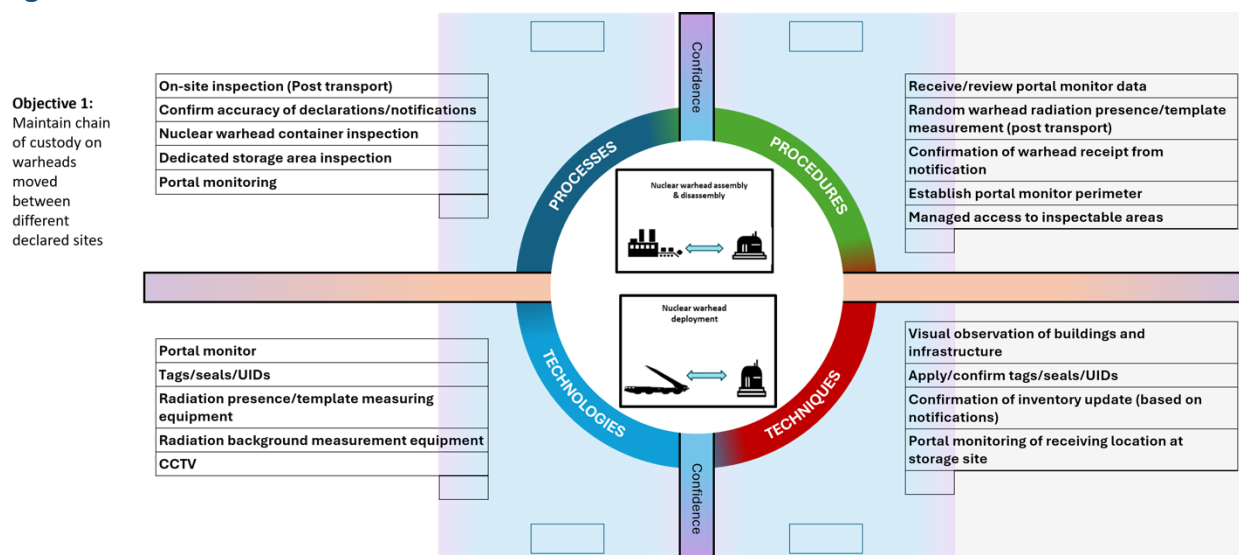 Objective 1:
Maintain chain
of custody on
warheads
moved
between
different
declared sites
On-site inspection (Post transport)
Confirm accuracy of declarations/notifications
Nuclear warhead container inspection
Dedicated storage area inspection
Portal monitoring
Confidence
PROCESSES
PROCEDURES
Receive/review portal monitor data
Random warhead radiation presence/template
measurement (post transport)
Confirmation of warhead receipt from
notification
Establish portal monitor perimeter
Managed access to inspectable areas
Nuclear warhead assembly
& disassembly
Nuclear warhead
deployment
Portal monitor
Tags/seals/UIDs
Radiation presence/template measuring
equipment
Radiation background measurement equipment
CCTV
TECHNOLOGIES
TECHNIQUES
Confidence
Visual observation of buildings and
infrastructure
Apply/confirm tags/seals/UIDs
Confirmation of inventory update (based on
notifications)
Portal monitoring of receiving location at
storage site